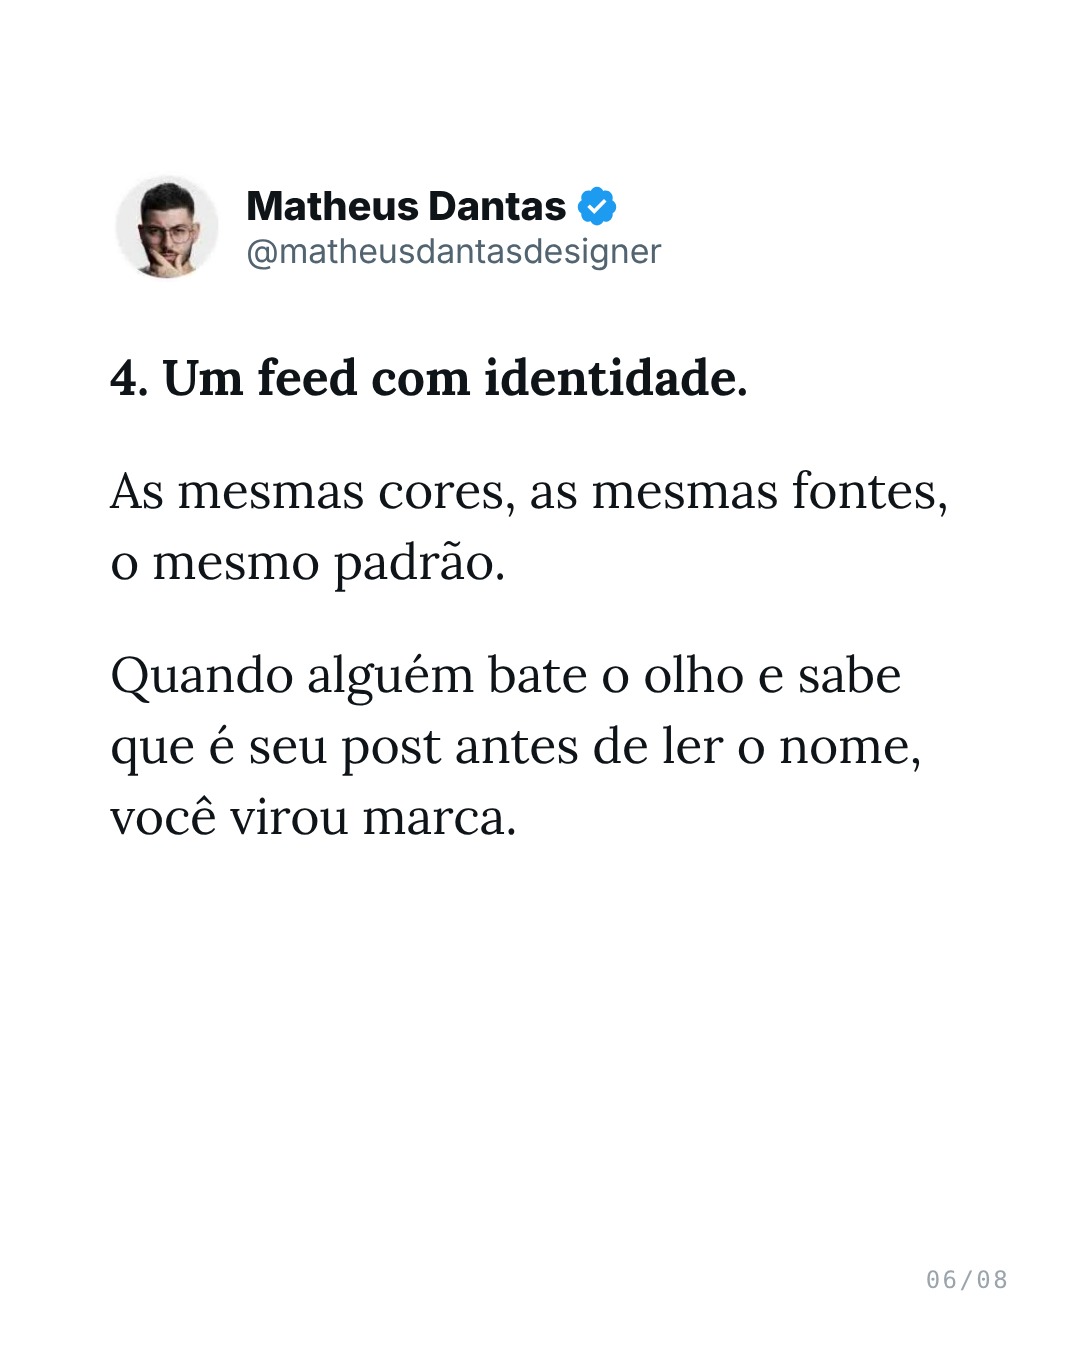 Matheus Dantas
@matheusdantasdesigner
4. Um feed com identidade.
As mesmas cores, as mesmas fontes,
o mesmo padrão.
Quando alguém bate o olho e sabe
que é seu post antes de ler o nome,
você virou marca.
06/08